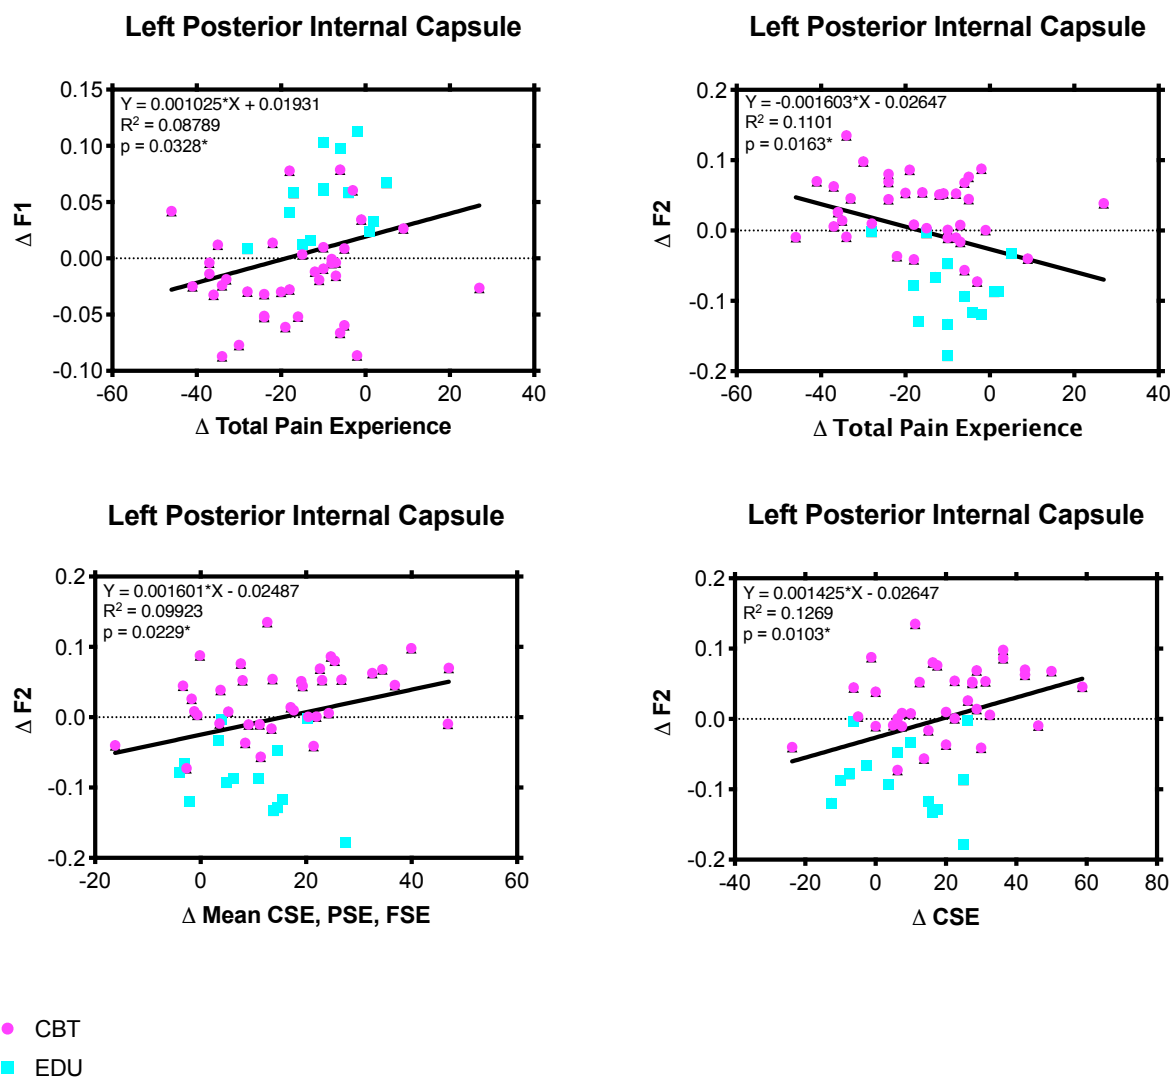 Left Posterior Internal Capsule
Y = 0.001025*X + 0.01931
R² = 0.08789
p = 0.0328*
0.15
0.10
0.05
0.00
-0.05
-0.10
Δ F1
-60 -40 -20 0 20 40
Δ Total Pain Experience
Left Posterior Internal Capsule
Y = -0.001603*X - 0.02647
R² = 0.1101
p = 0.0163*
0.2
0.1
0.0
-0.1
-0.2
Δ F2
-60 -40 -20 0 20 40
Δ Total Pain Experience
Left Posterior Internal Capsule
Y = 0.001601*X - 0.02487
R² = 0.09923
p = 0.0229*
0.2
0.1
0.0
-0.1
-0.2
Δ F2
-20 0 20 40 60
Δ Mean CSE, PSE, FSE
Left Posterior Internal Capsule
Y = 0.001425*X - 0.02647
R² = 0.1269
p = 0.0103*
0.2
0.1
0.0
-0.1
-0.2
Δ F2
-40 -20 0 20 40 60 80
Δ CSE
CBT
EDU